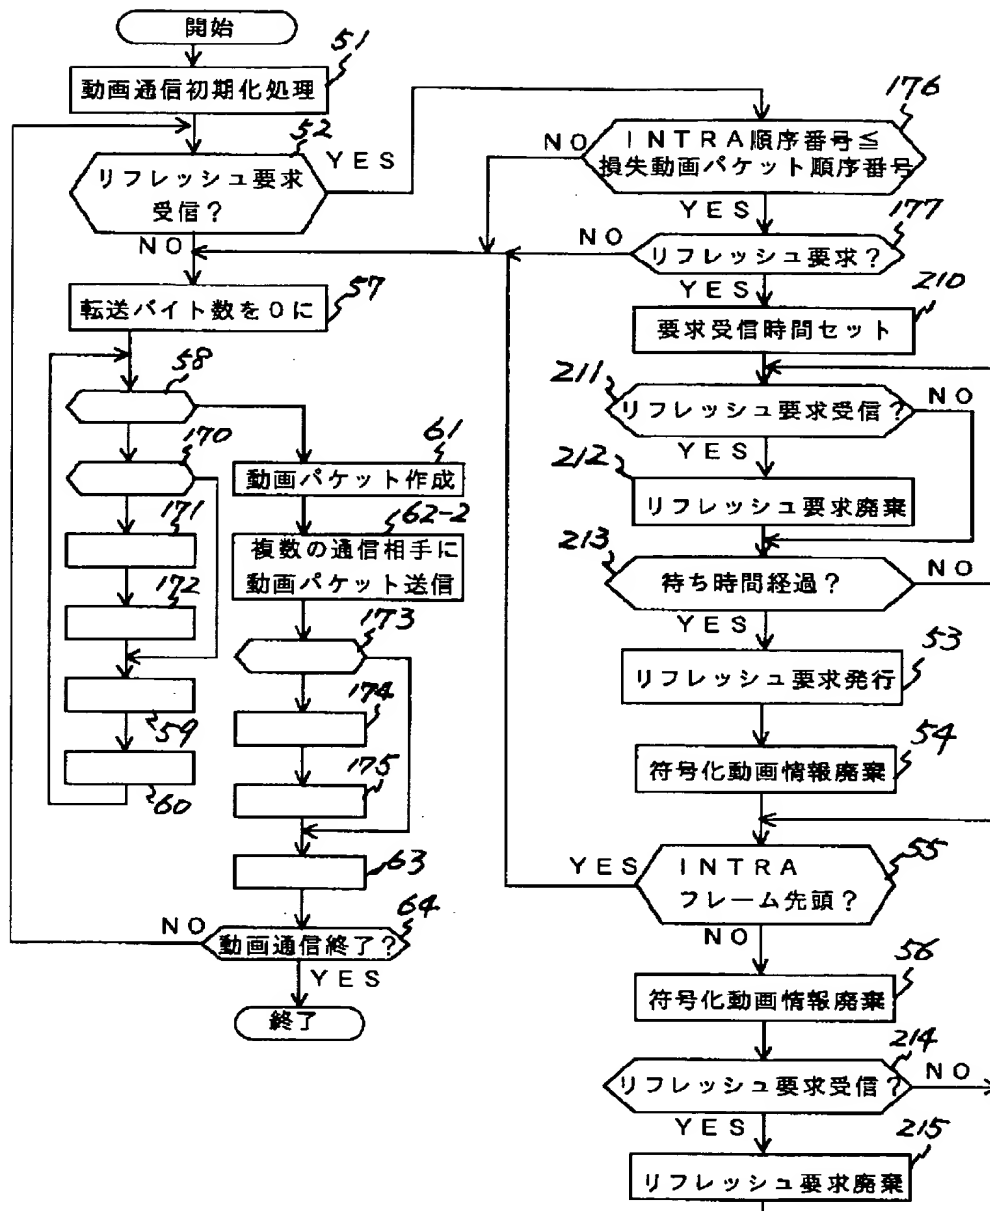 開始
51
動画通信初期化処理
52
リフレッシュ要求
受信?
YES
NO
57
転送バイト数を0に
58
170
171
172
59
60
61
動画パケット作成
62-2
複数の通信相手に
動画パケット送信
173
174
175
63
64
動画通信終了?
NO
YES
終了
176
INTRA順序番号≦
損失動画パケット順序番号
NO
YES
177
リフレッシュ要求?
NO
YES
210
要求受信時間セット
211
リフレッシュ要求受信?
NO
YES
212
リフレッシュ要求廃棄
213
待ち時間経過?
NO
YES
53
リフレッシュ要求発行
54
符号化動画情報廃棄
55
INTRA
フレーム先頭?
YES
NO
56
符号化動画情報廃棄
214
リフレッシュ要求受信?
NO
YES
215
リフレッシュ要求廃棄